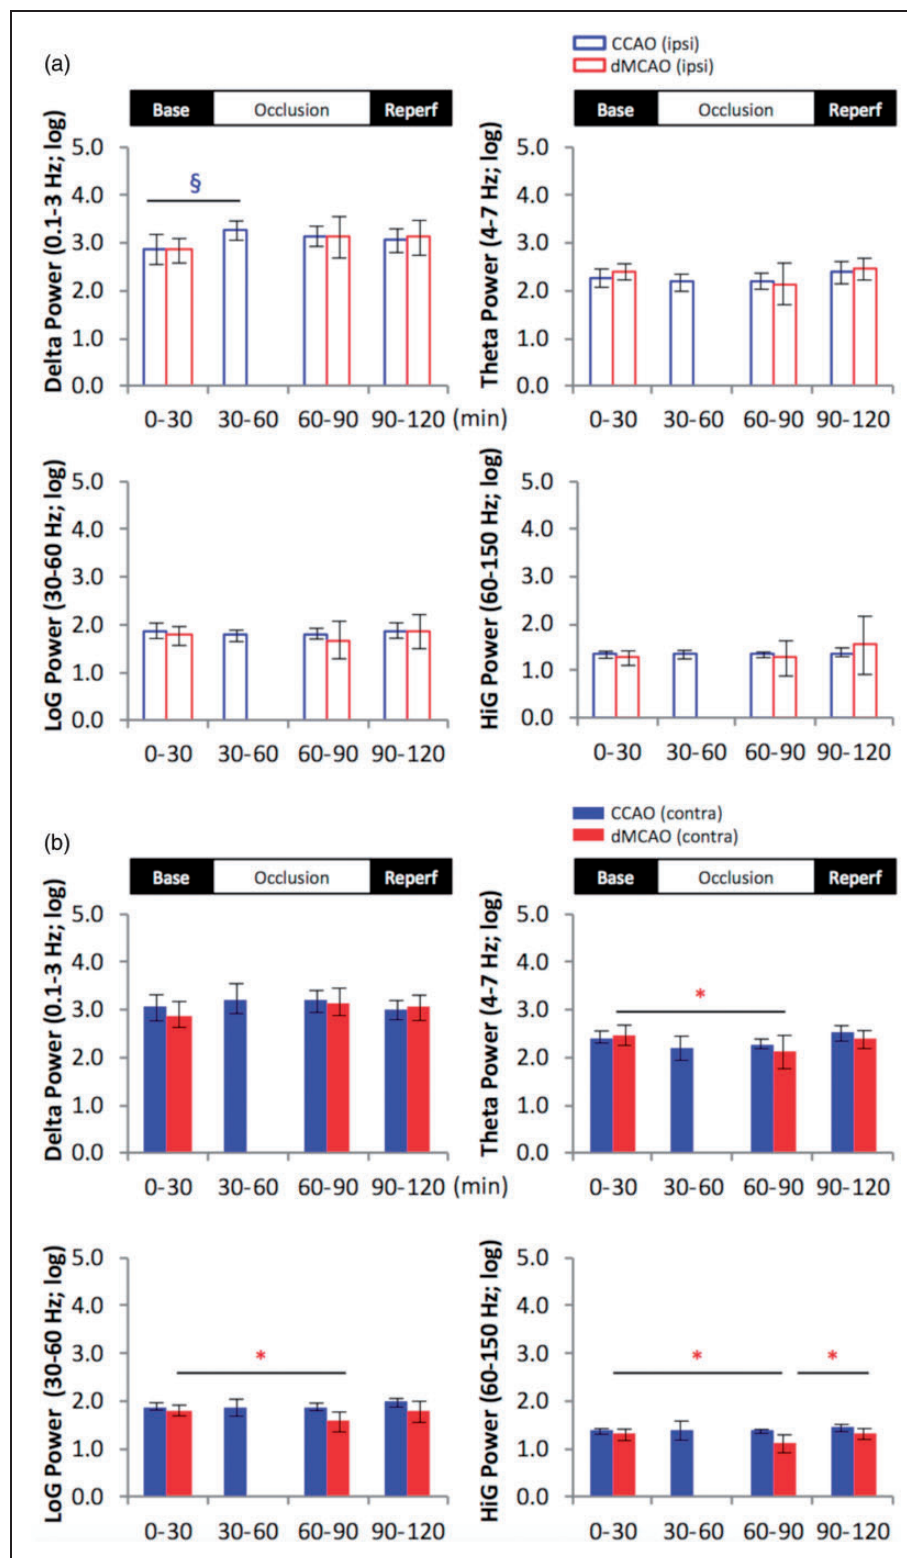 (a)
CCAO (ipsi)
dMCAO (ipsi)
Base Occlusion Reperf
Delta Power (0.1-3 Hz; log)
5.0
4.0
3.0
2.0
1.0
0.0
§
0-30 30-60 60-90 90-120 (min)
Base Occlusion Reperf
Theta Power (4-7 Hz; log)
5.0
4.0
3.0
2.0
1.0
0.0
0-30 30-60 60-90 90-120
LoG Power (30-60 Hz; log)
5.0
4.0
3.0
2.0
1.0
0.0
0-30 30-60 60-90 90-120
HiG Power (60-150 Hz; log)
5.0
4.0
3.0
2.0
1.0
0.0
0-30 30-60 60-90 90-120
(b)
CCAO (contra)
dMCAO (contra)
Base Occlusion Reperf
Delta Power (0.1-3 Hz; log)
5.0
4.0
3.0
2.0
1.0
0.0
0-30 30-60 60-90 90-120 (min)
Base Occlusion Reperf
Theta Power (4-7 Hz; log)
5.0
4.0
3.0
2.0
1.0
0.0
*
0-30 30-60 60-90 90-120
LoG Power (30-60 Hz; log)
5.0
4.0
3.0
2.0
1.0
0.0
*
0-30 30-60 60-90 90-120
HiG Power (60-150 Hz; log)
5.0
4.0
3.0
2.0
1.0
0.0
* *
0-30 30-60 60-90 90-120